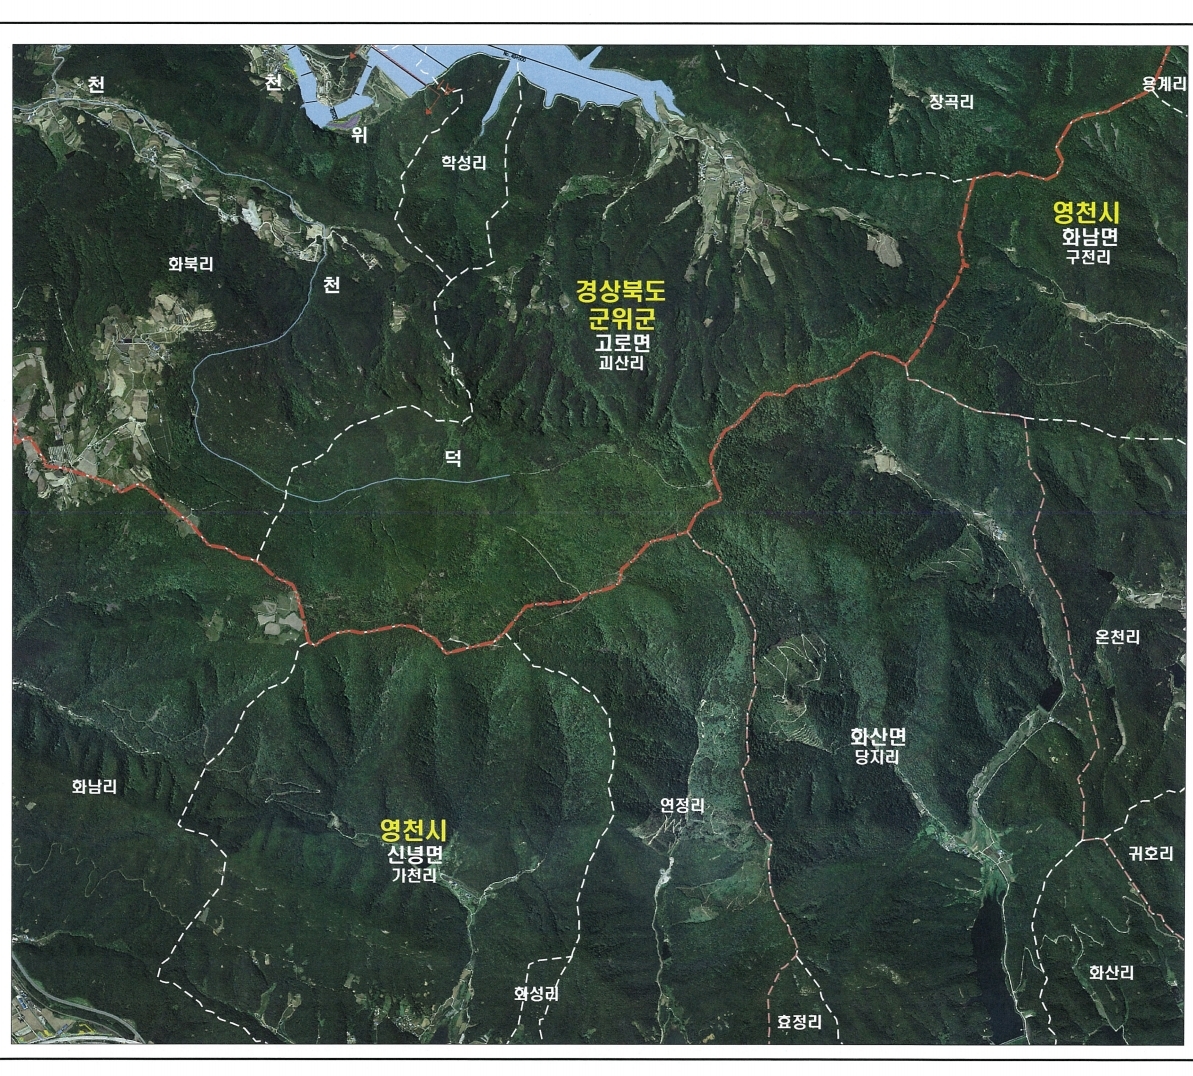 천
천
위
학성리
장곡리
용계리
영천시
화남면
구전리
화북리
천
경상북도
군위군
고로면
괴산리
덕
온천리
화산면
당지리
화남리
연정리
영천시
신녕면
가천리
귀호리
화성리
화산리
효정리